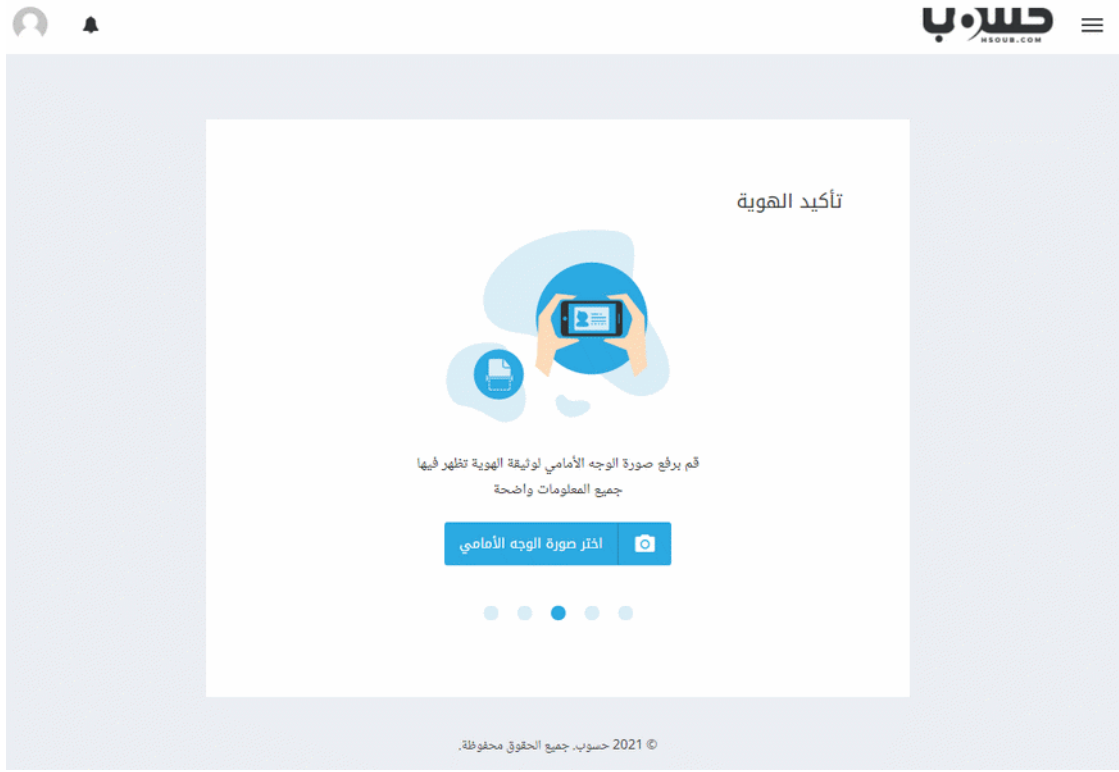 حسوب
HSOUB.COM
تأكيد الهوية
قم برفع صورة الوجه الأمامي لوثيقة الهوية تظهر فيها
جميع المعلومات واضحة
اختر صورة الوجه الأمامي
© 2021 حسوب. جميع الحقوق محفوظة.